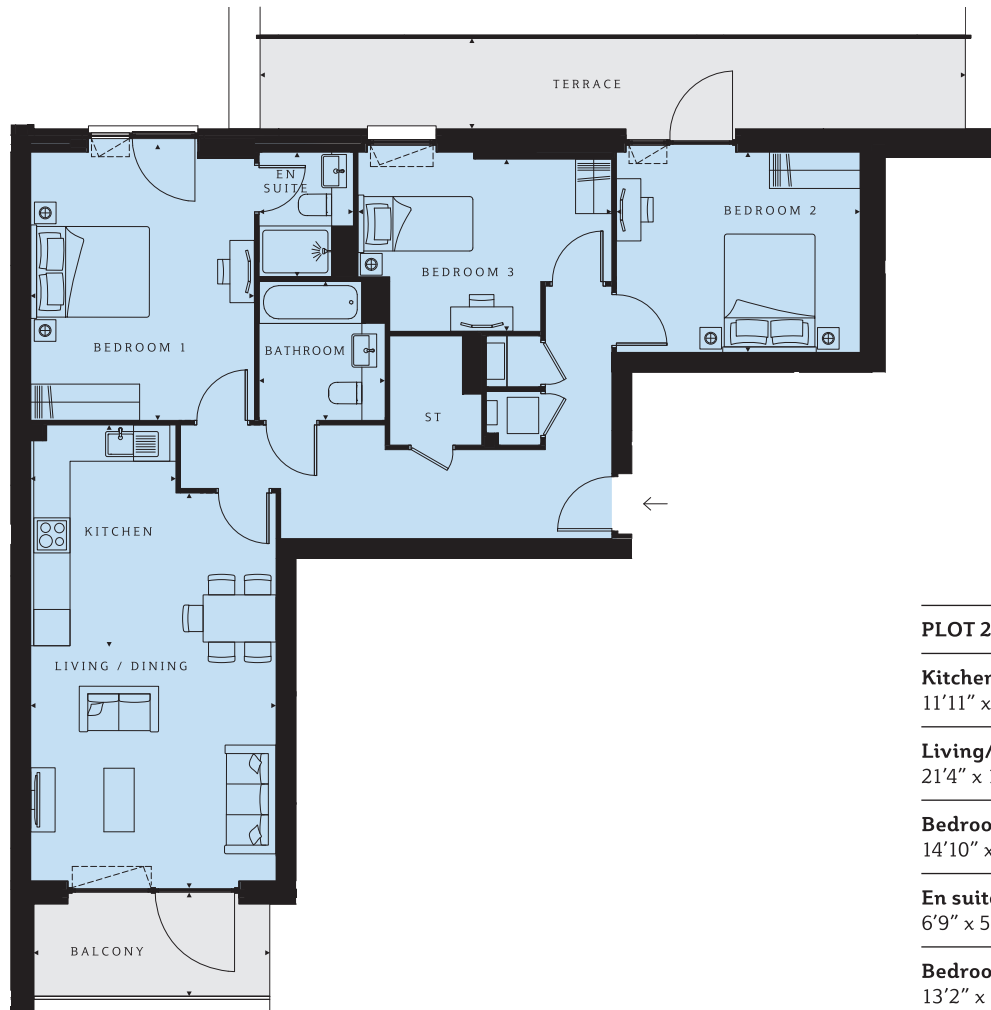 TERRACE
EN
SUITE
BEDROOM 2
BEDROOM 3
BEDROOM 1
BATHROOM
ST
KITCHEN
LIVING / DINING
BALCONY
PLOT 2
Kitchen
11'11" x
Living/
21'4" x
Bedroo
14'10" x
En suite
6'9" x 5
Bedroo
13'2" x